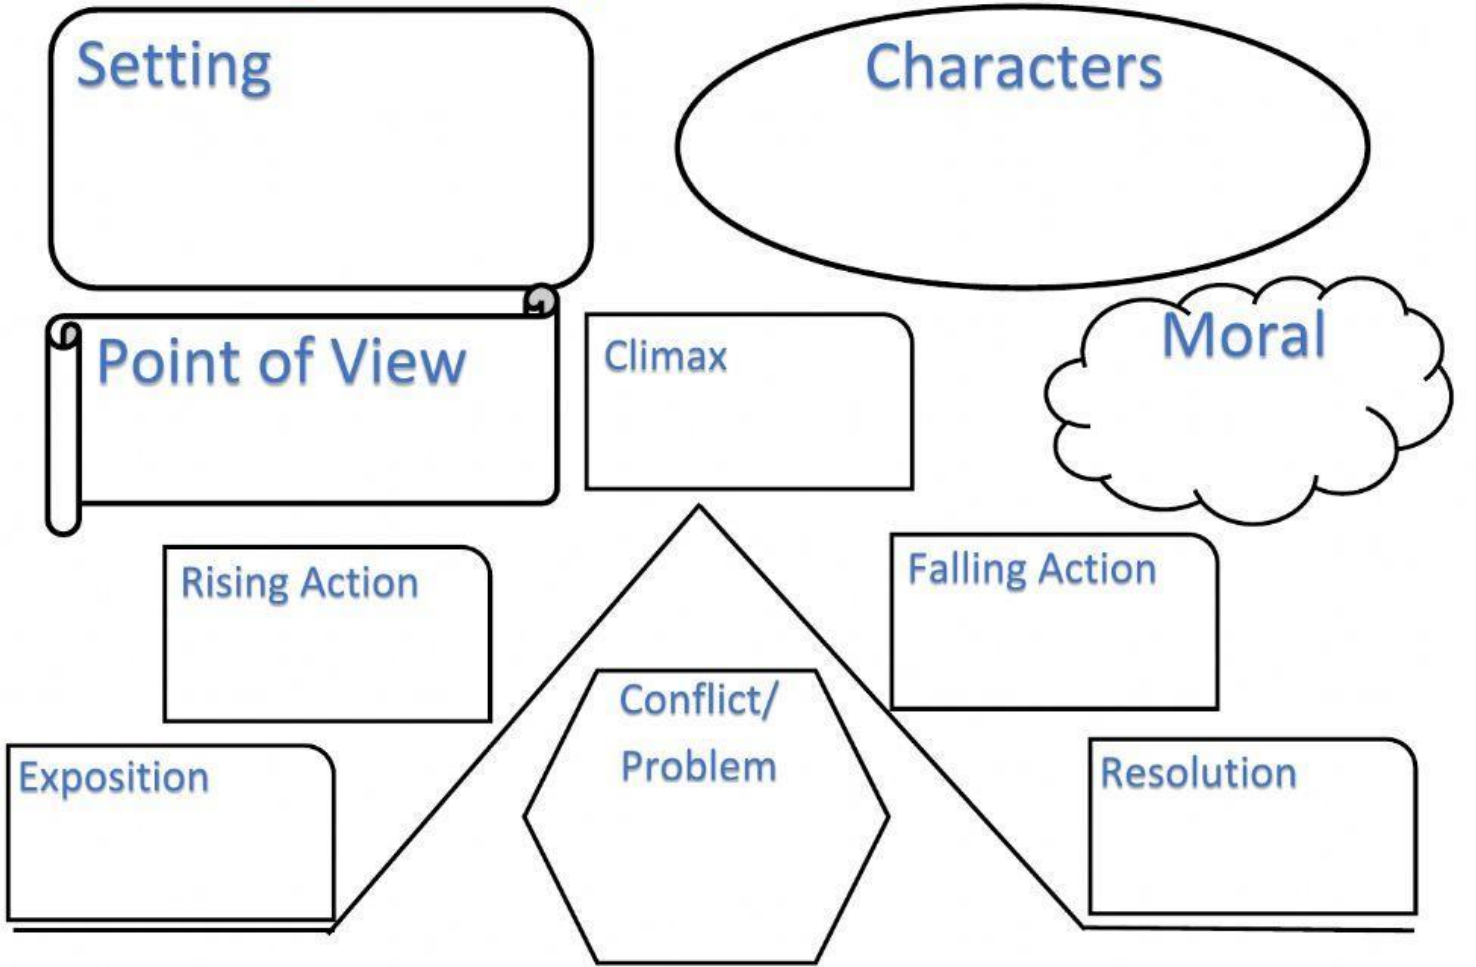 Setting
Characters
Point of View
Climax
Moral
Rising Action
Falling Action
Conflict/
Problem
Exposition
Resolution